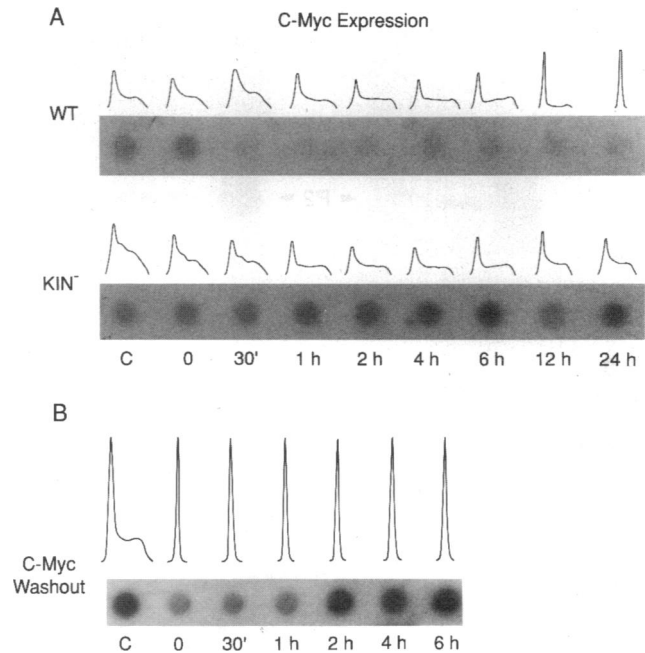 A
C-Myc Expression
WT
KIN⁻
C 0 30' 1 h 2 h 4 h 6 h 12 h 24 h
B
C-Myc
Washout
C 0 30' 1 h 2 h 4 h 6 h